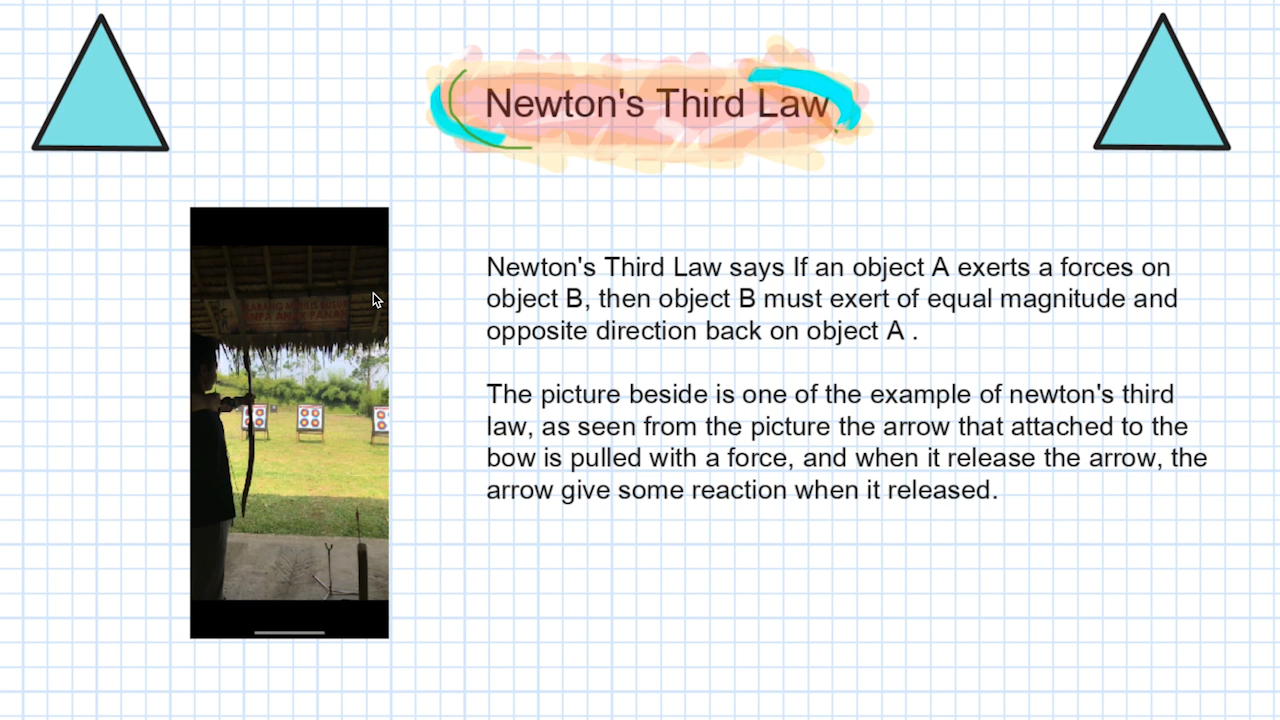 Newton's Third Law
Newton's Third Law says If an object A exerts a forces on
object B, then object B must exert of equal magnitude and
opposite direction back on object A .
The picture beside is one of the example of newton's third
law, as seen from the picture the arrow that attached to the
bow is pulled with a force, and when it release the arrow, the
arrow give some reaction when it released.